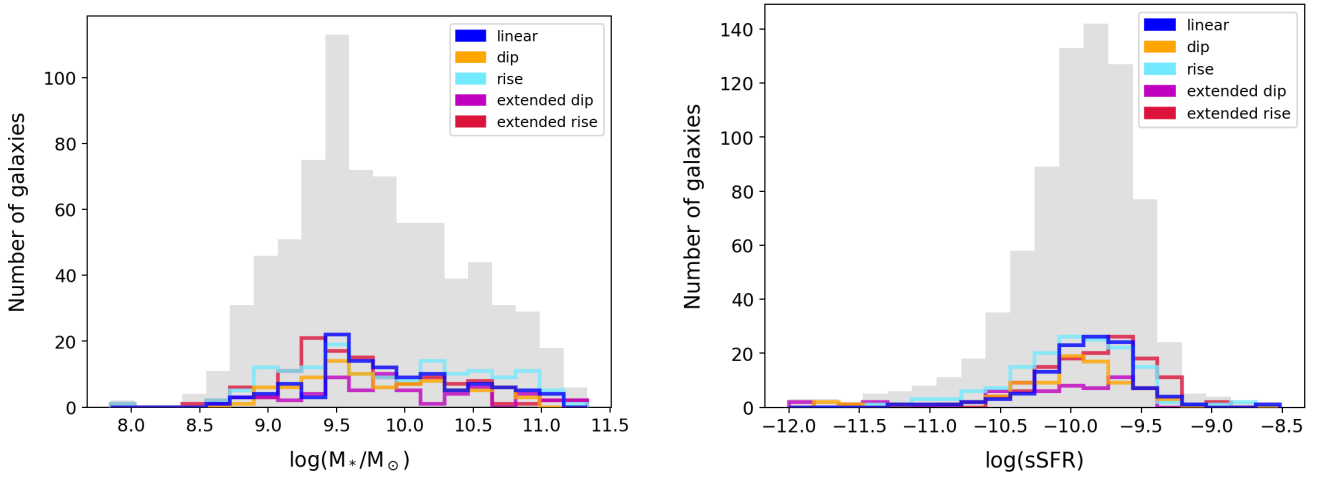 Number of galaxies
100
80
60
40
20
0
8.0 8.5 9.0 9.5 10.0 10.5 11.0 11.5
log(M*/M⊙)
linear
dip
rise
extended dip
extended rise
Number of galaxies
140
120
100
80
60
40
20
0
−12.0 −11.5 −11.0 −10.5 −10.0 −9.5 −9.0 −8.5
log(sSFR)
linear
dip
rise
extended dip
extended rise